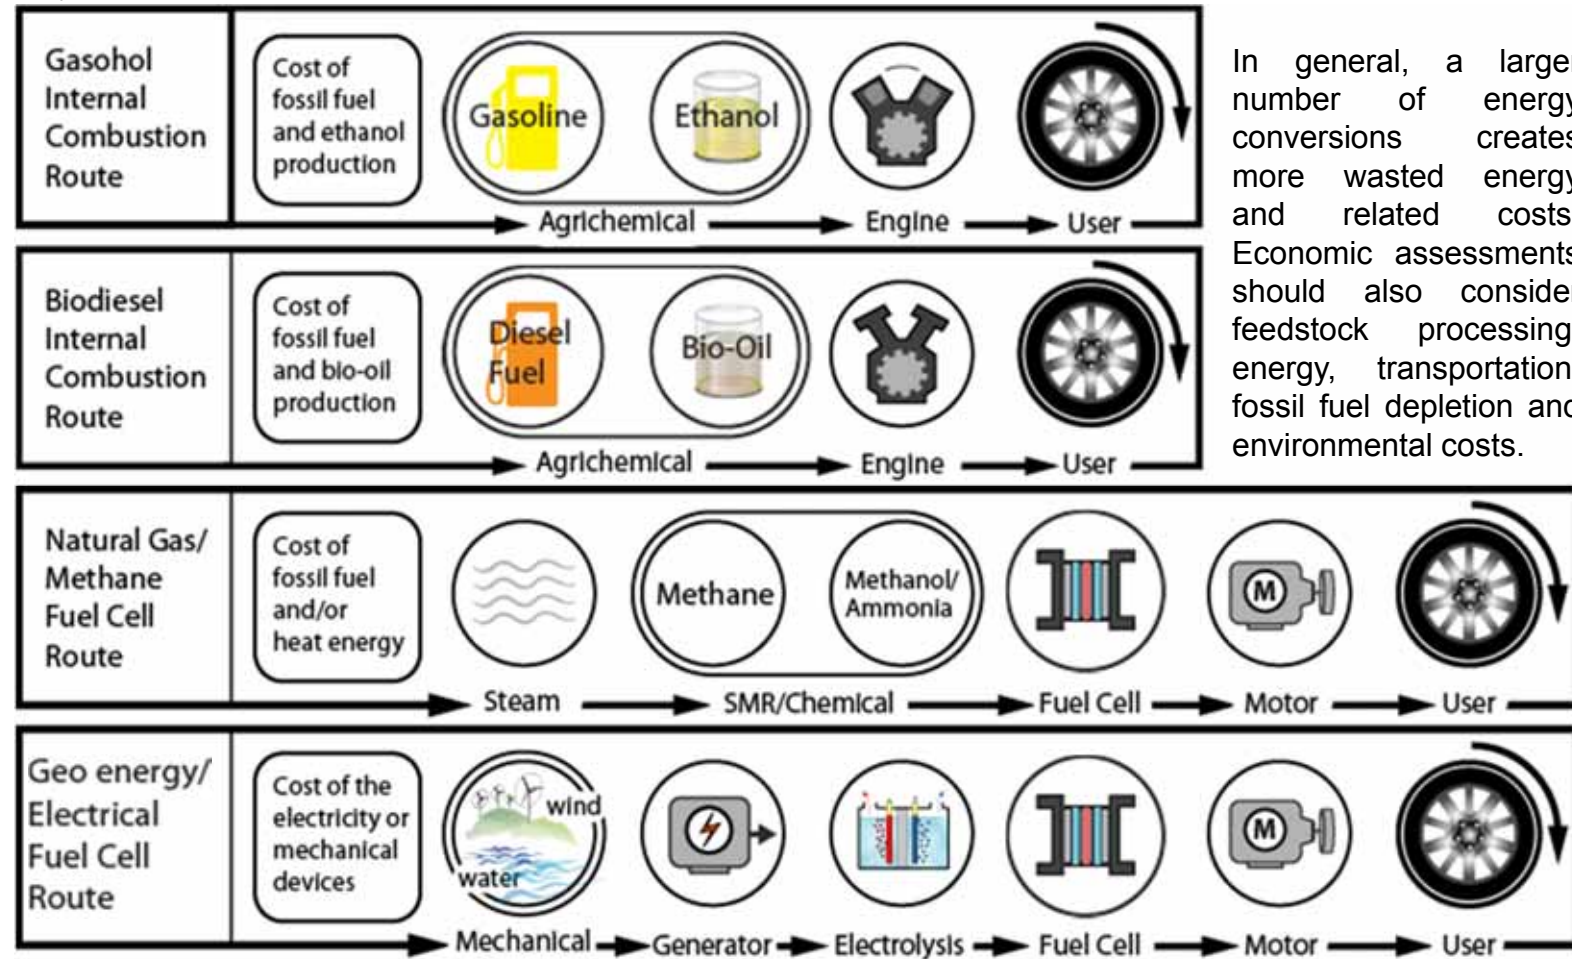 Gasohol
Internal
Combustion
Route
Cost of
fossil fuel
and ethanol
production
Gasoline
Ethanol
Agrichemical
Engine
User
In general, a larger
number of energy
conversions creates
more wasted energy
and related costs.
Economic assessments
should also consider
feedstock processing,
energy, transportation,
fossil fuel depletion and
environmental costs.
Biodiesel
Internal
Combustion
Route
Cost of
fossil fuel
and bio-oil
production
Diesel
Fuel
Bio-Oil
Agrichemical
Engine
User
Natural Gas/
Methane
Fuel Cell
Route
Cost of
fossil fuel
and/or
heat energy
Methane
Methanol/
Ammonia
M
Steam
SMR/Chemical
Fuel Cell
Motor
User
Geo energy/
Electrical
Fuel Cell
Route
Cost of the
electricity or
mechanical
devices
wind
water
M
Mechanical
Generator
Electrolysis
Fuel Cell
Motor
User